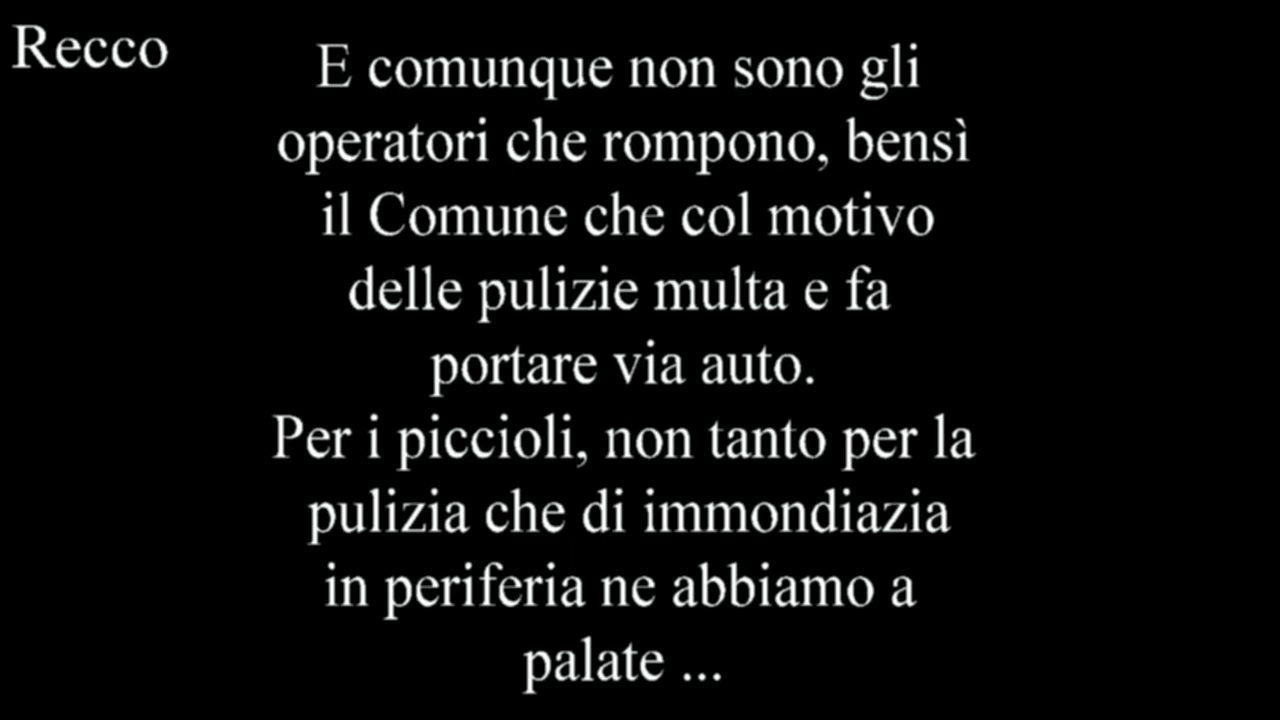 Recco
E comunque non sono gli
operatori che rompono, bensì
il Comune che col motivo
delle pulizie multa e fa
portare via auto.
Per i piccioli, non tanto per la
pulizia che di immondiazia
in periferia ne abbiamo a
palate ...